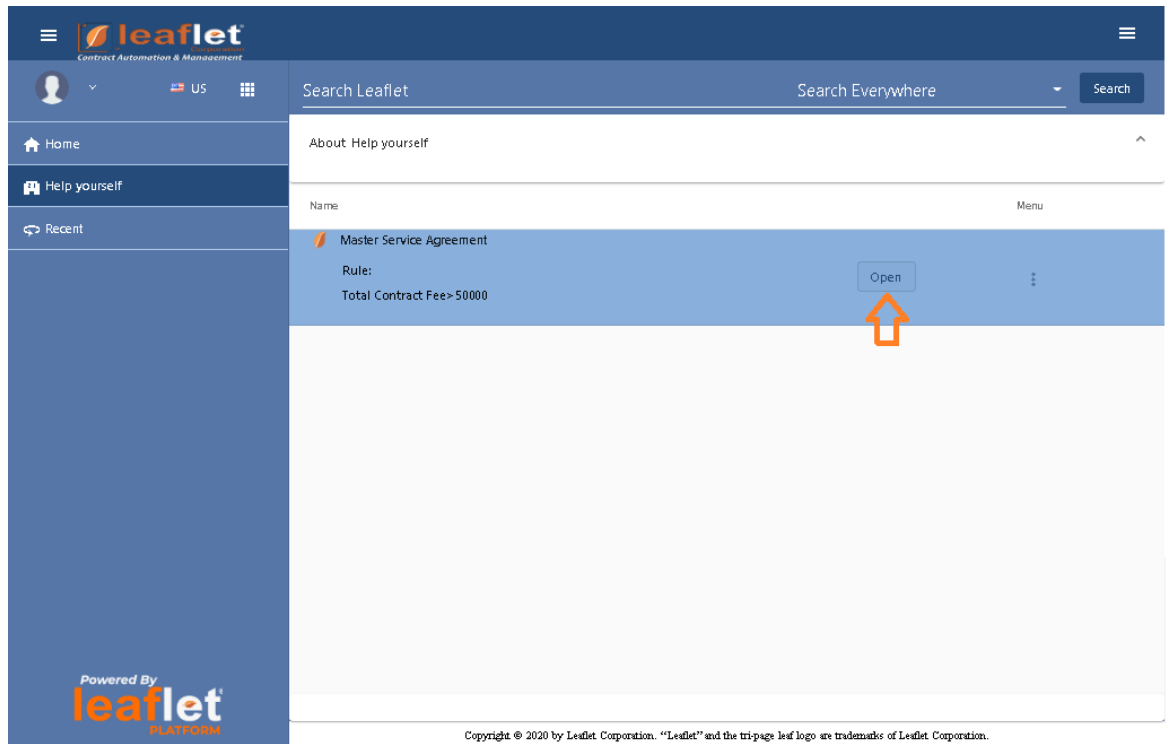 leaflet
Corporation
Contract Automation & Management
US
Search Leaflet
Search Everywhere
Search
Home
Help yourself
Recent
About Help yourself
Name
Menu
Master Service Agreement
Rule:
Total Contract Fee>50000
Open
Powered By
leaflet
PLATFORM
Copyright © 2020 by Leaflet Corporation. “Leaflet” and the tri-page leaf logo are trademarks of Leaflet Corporation.